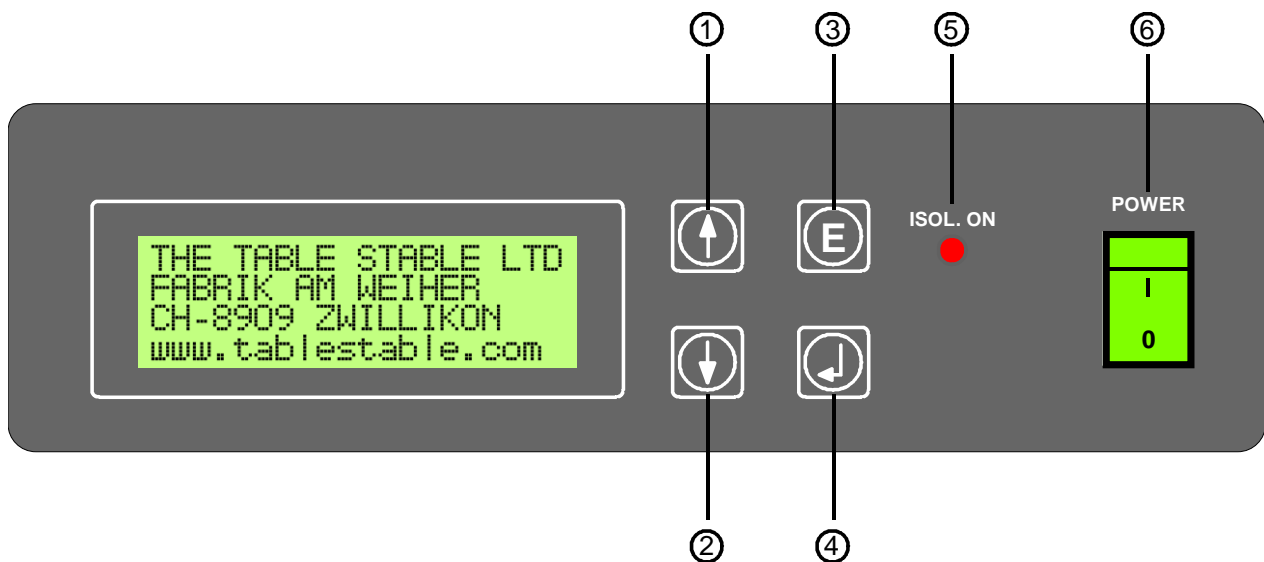 ① ③ ⑤ ⑥
POWER
ISOL. ON
E
THE TABLE STABLE LTD
FABRIK AM WEIHER
CH-8909 ZWILLIKON
www.tablestable.com
I
0
② ④